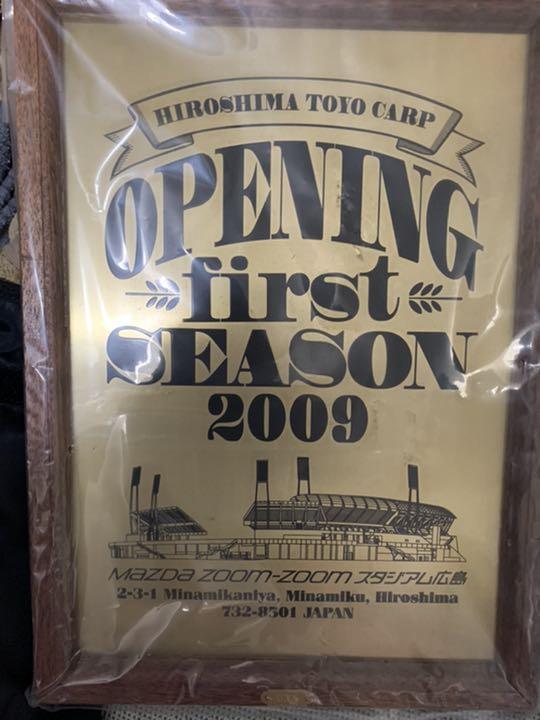 HIROSHIMA TOYO CARP
OPENING
first
SEASON
2009
mazda zoom-zoom スタジアム広島
2-3-1 Minamikaniya, Minamiku, Hiroshima
732-8501 JAPAN